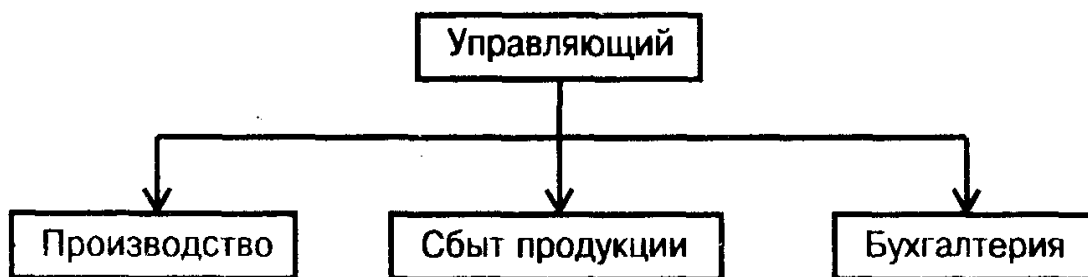 Управляющий
Производство
Сбыт продукции
Бухгалтерия